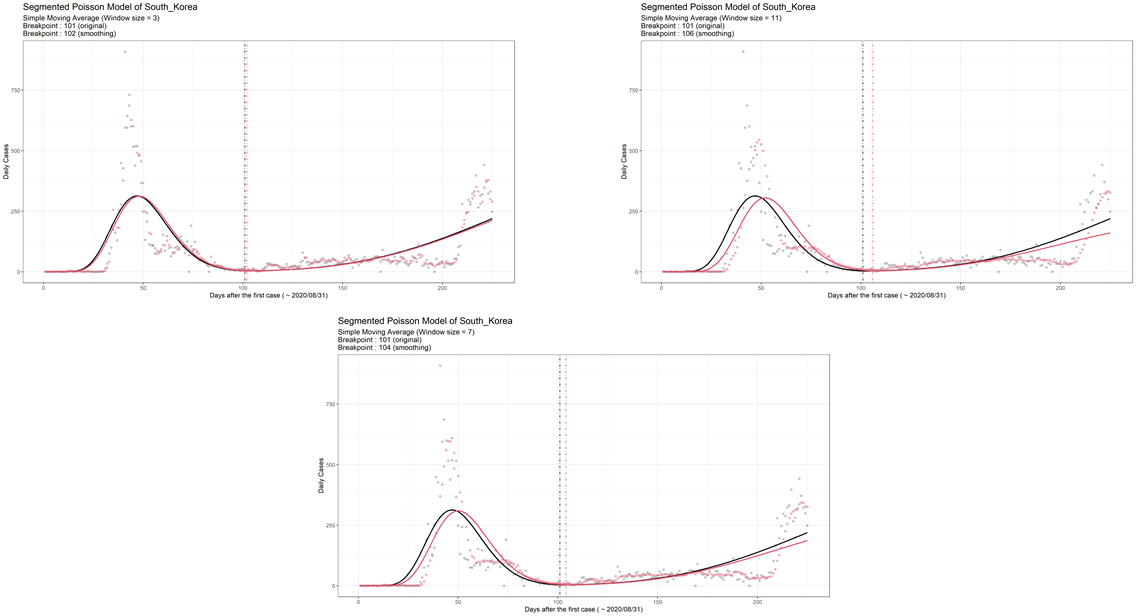 Segmented Poisson Model of South_Korea
Simple Moving Average (Window size = 3)
Breakpoint : 101 (original)
Breakpoint : 102 (smoothing)
750
500
250
0
Daily Cases
0 50 100 150 200
Days after the first case ( ~ 2020/08/31)
Segmented Poisson Model of South_Korea
Simple Moving Average (Window size = 11)
Breakpoint : 101 (original)
Breakpoint : 106 (smoothing)
750
500
250
0
Daily Cases
0 50 100 150 200
Days after the first case ( ~ 2020/08/31)
Segmented Poisson Model of South_Korea
Simple Moving Average (Window size = 7)
Breakpoint : 101 (original)
Breakpoint : 104 (smoothing)
750
500
250
0
Daily Cases
0 50 100 150 200
Days after the first case ( ~ 2020/08/31)